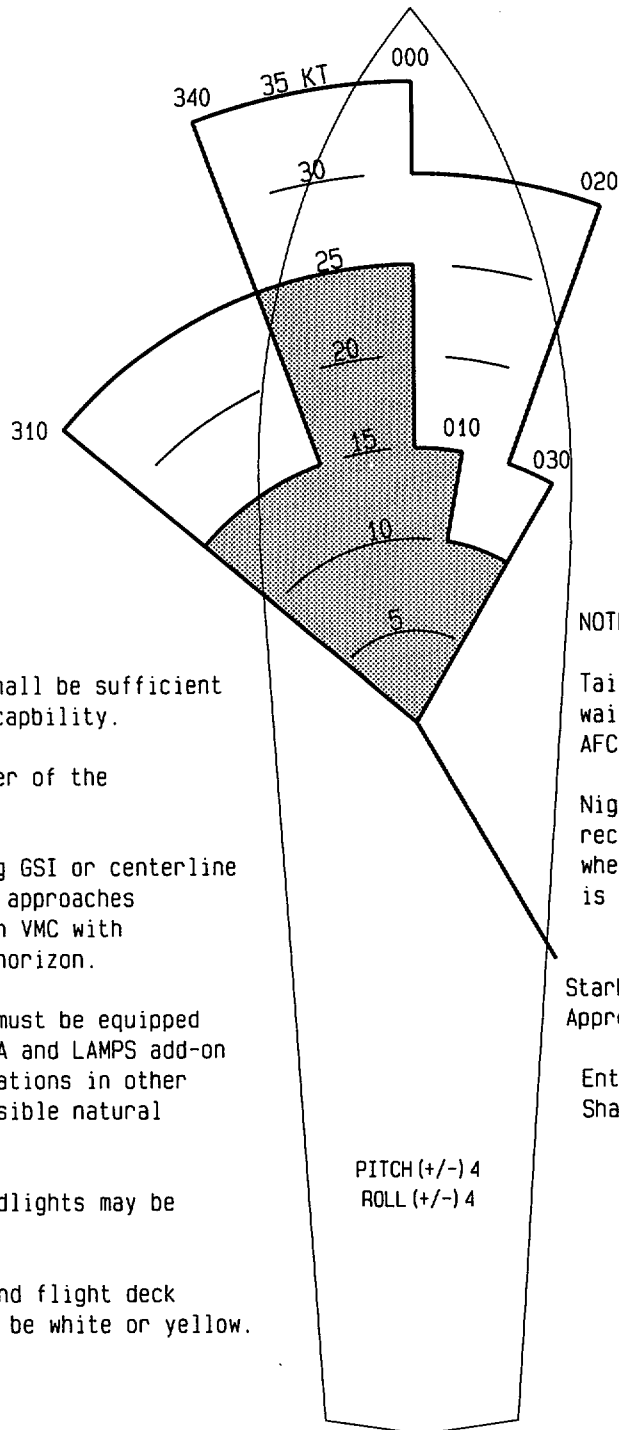 000
35 KT
340
30
020
25
20
310
15
010
030
10
5
NOT
hall be sufficient
capbility.
er of the
g GSI or centerline
approaches
n VMC with
horizon.
must be equipped
A and LAMPS add-on
ations in other
sible natural
dlights may be
nd flight deck
be white or yellow.
Tai
wai
AFC
Nig
rec
whe
is
Star
Appr
Ent
Sha
PITCH (+/-) 4
ROLL (+/-) 4